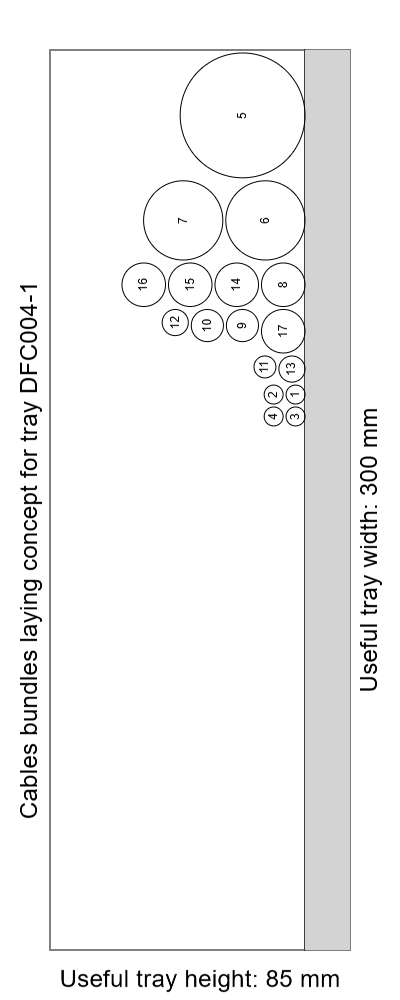 Cables bundles laying concept for tray DFC004-1
5
7 6
16 15 14 8
12 10 9 17
11 13
2 1
4 3
Useful tray width: 300 mm
Useful tray height: 85 mm